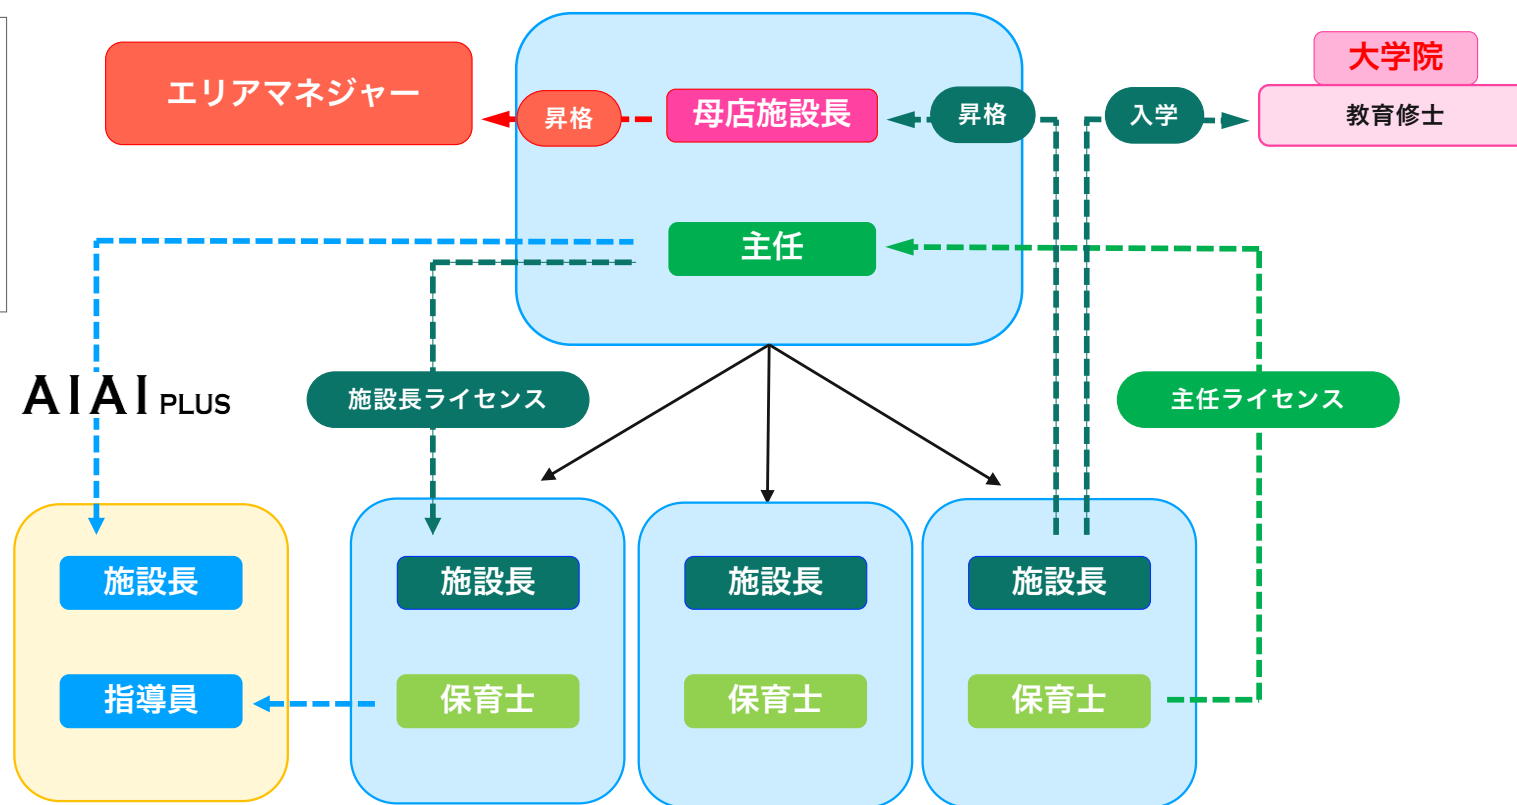 エリアマネジャー
昇格
母店施設長
昇格
入学
大学院
教育修士
主任
AIAI PLUS
施設長ライセンス
主任ライセンス
施設長
施設長
施設長
施設長
指導員
保育士
保育士
保育士